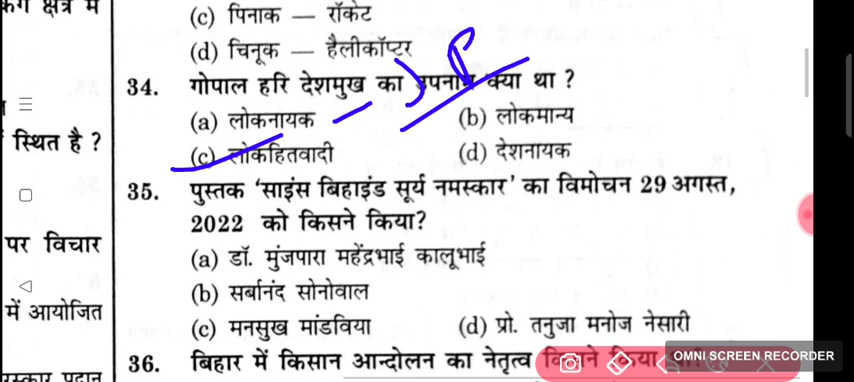 क्षेत्र में
(c) पिनाक — रॉकेट
(d) चिनूक — हैलीकॉप्टर
34. गोपाल हरि देशमुख का उपनाम क्या था ?
(a) लोकनायक (b) लोकमान्य
स्थित है ?
(c) लोकहितवादी (d) देशनायक
35. पुस्तक ‘साइंस बिहाइंड सूर्य नमस्कार’ का विमोचन 29 अगस्त,
2022 को किसने किया?
पर विचार
(a) डॉ. मुंजपारा महेंद्रभाई कालूभाई
(b) सर्बानंद सोनोवाल
में आयोजित
(c) मनसुख मांडविया (d) प्रो. तनुजा मनोज नेसारी
36. बिहार में किसान आन्दोलन का नेतृत्व किसने किया था ?
OMNI SCREEN RECORDER